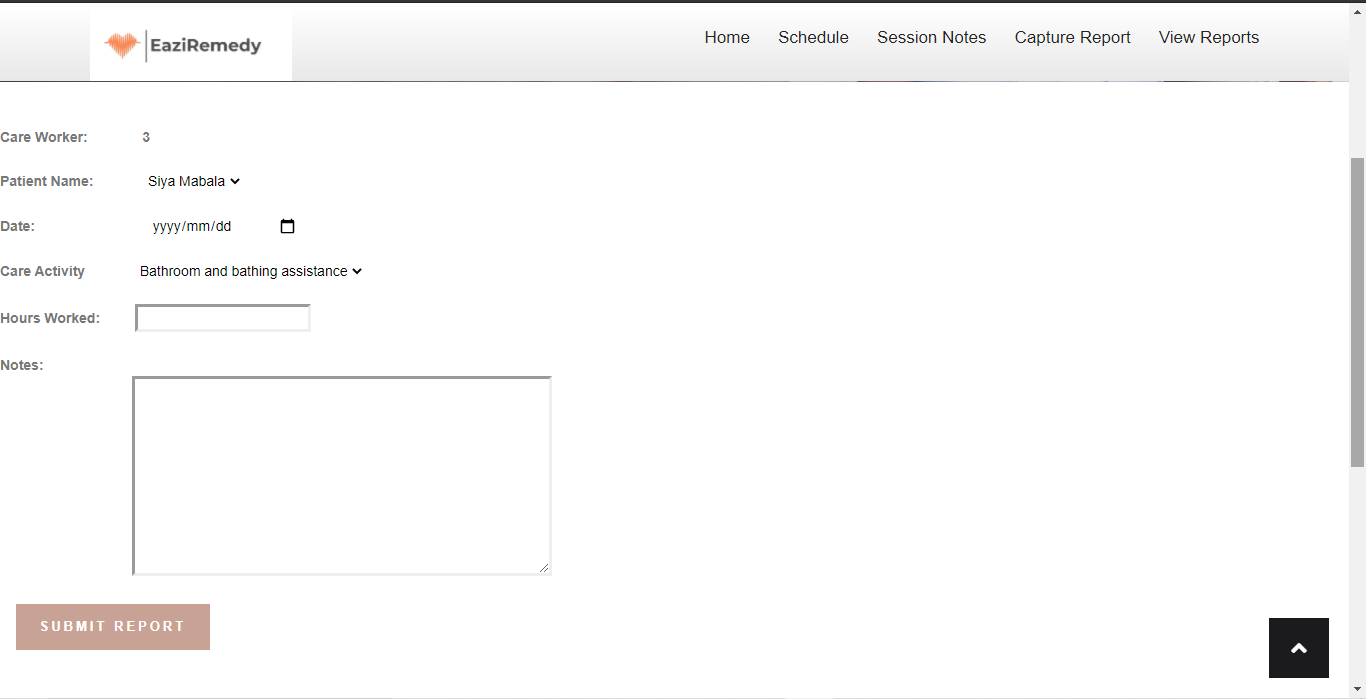 EaziRemedy Home Schedule Session Notes Capture Report View Reports
Care Worker: 3
Patient Name: Siya Mabala
Date: yyyy/mm/dd
Care Activity Bathroom and bathing assistance
Hours Worked:
Notes:
SUBMIT REPORT